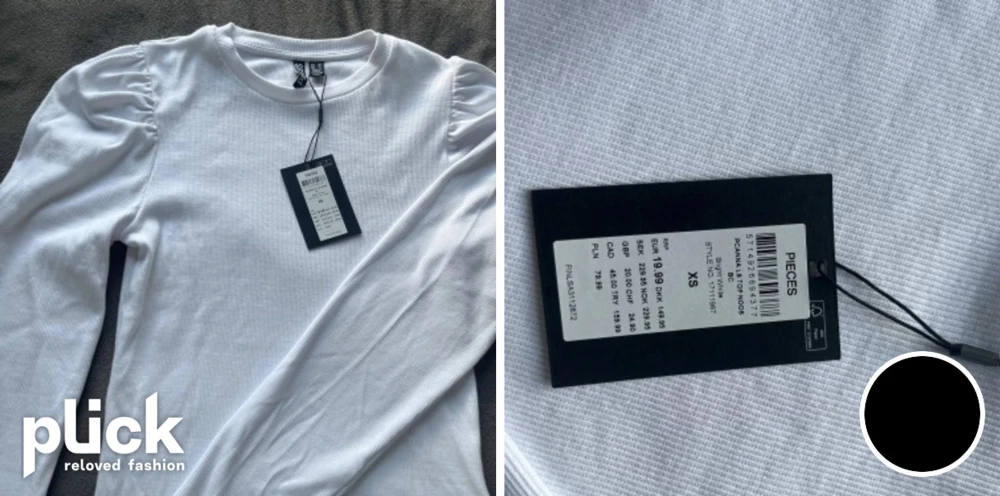 plick
reloved fashion
PIECES
PCANNA LS TOP NOOS
BC
Bright White
STYLE NO. 17111967
XS
RRP
EUR 19.99 DKK 149.95
SEK 229.95 NOK 229.95
GBP 20.00 CHF 24.90
CAD 45.00 TRY 159.99
PLN 79.99